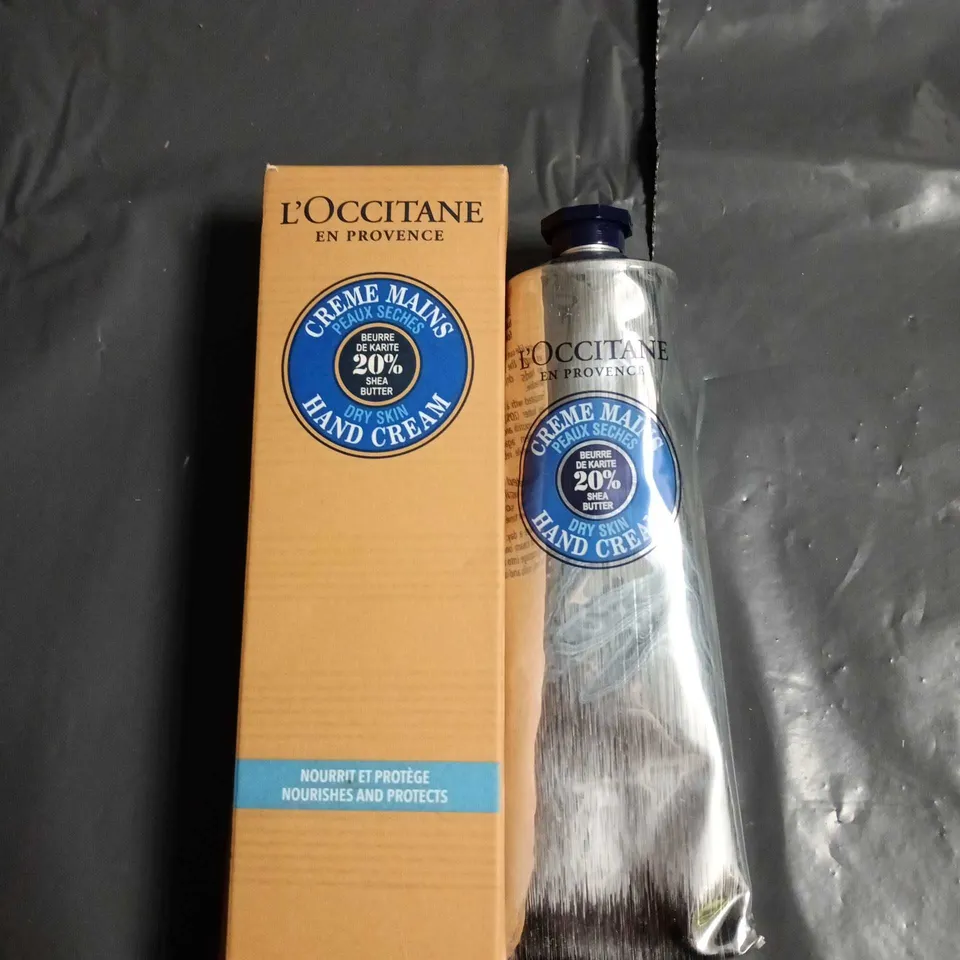 L'OCCITANE
EN PROVENCE
CREME MAINS
PEAUX SECHES
BEURRE
DE KARITE
20%
SHEA
BUTTER
DRY SKIN
HAND CREAM
NOURRIT ET PROTÈGE
NOURISHES AND PROTECTS
L'OCCITANE
EN PROVENCE
CREME MAINS
PEAUX SECHES
BEURRE
DE KARITE
20%
SHEA
BUTTER
DRY SKIN
HAND CREA